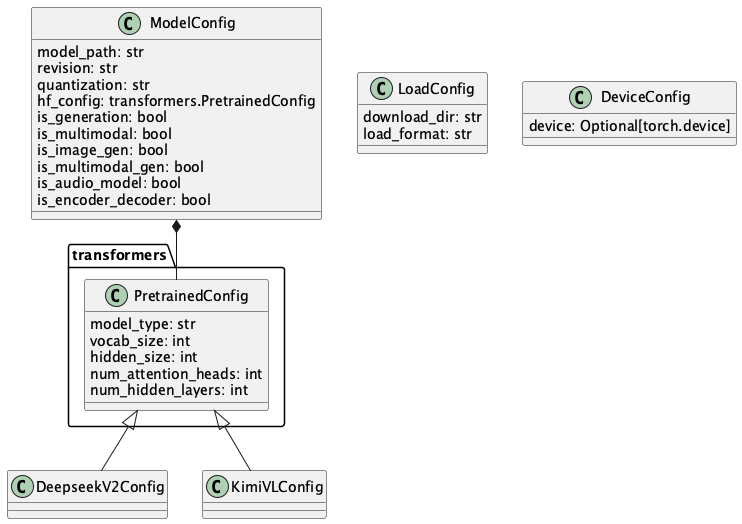 C ModelConfig
model_path: str
revision: str
quantization: str
hf_config: transformers.PretrainedConfig
is_generation: bool
is_multimodal: bool
is_image_gen: bool
is_multimodal_gen: bool
is_audio_model: bool
is_encoder_decoder: bool
C LoadConfig
download_dir: str
load_format: str
C DeviceConfig
device: Optional[torch.device]
transformers
C PretrainedConfig
model_type: str
vocab_size: int
hidden_size: int
num_attention_heads: int
num_hidden_layers: int
C DeepseekV2Config
C KimiVLConfig